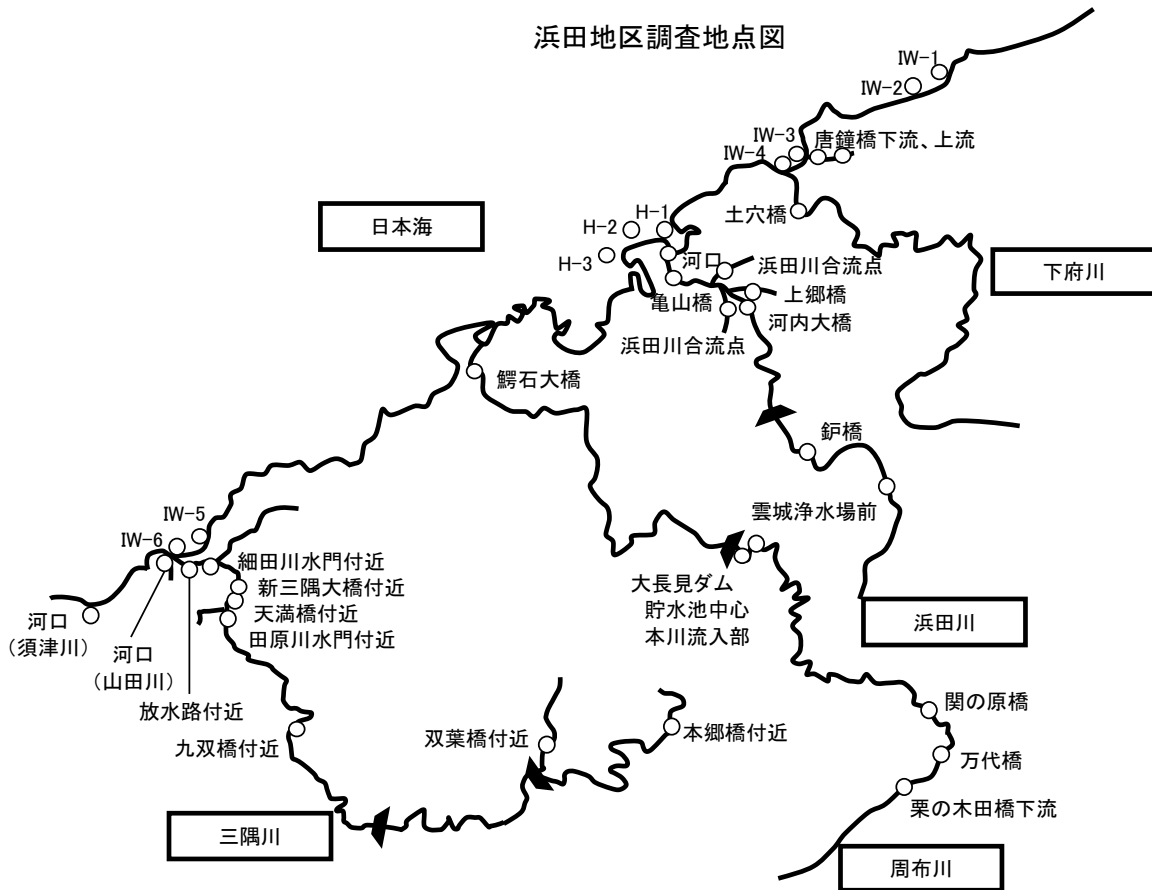 浜田地区調査地点図
IW-1
IW-2
IW-3
唐鐘橋下流、上流
IW-4
H-1
土穴橋
H-2
日本海
河口
浜田川合流点
H-3
下府川
上郷橋
亀山橋
河内大橋
浜田川合流点
鰐石大橋
鈩橋
IW-5
雲城浄水場前
IW-6
細田川水門付近
大長見ダム
新三隅大橋付近
貯水池中心
天満橋付近
本川流入部
浜田川
河口
(須津川)
田原川水門付近
河口
(山田川)
放水路付近
関の原橋
双葉橋付近
本郷橋付近
九双橋付近
万代橋
栗の木田橋下流
三隅川
周布川